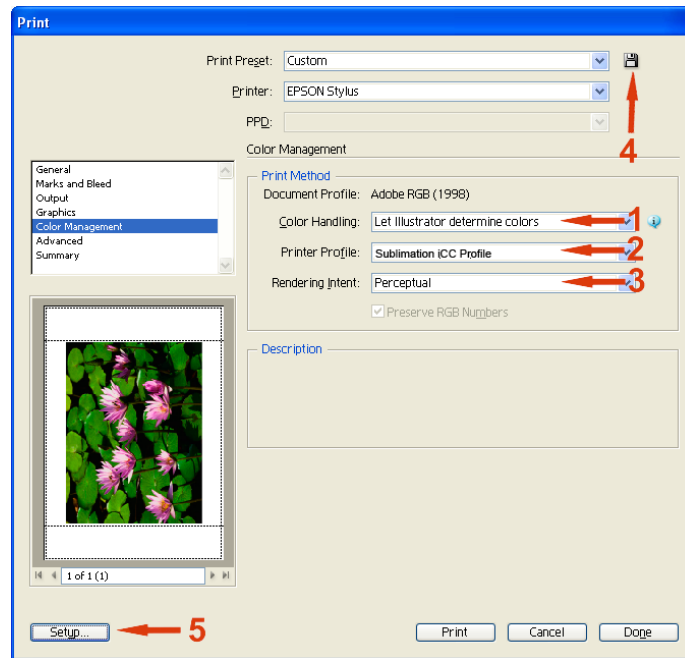 Print
Print Preset: Custom
Printer: EPSON Stylus
PPD:
4
Color Management
General
Marks and Bleed
Output
Graphics
Color Management
Advanced
Summary
Print Method
Document Profile: Adobe RGB (1998)
Color Handling: Let Illustrator determine colors 1
Printer Profile: Sublimation iCC Profile 2
Rendering Intent: Perceptual 3
Preserve RGB Numbers
Description
1 of 1 (1)
Setup... 5
Print Cancel Done